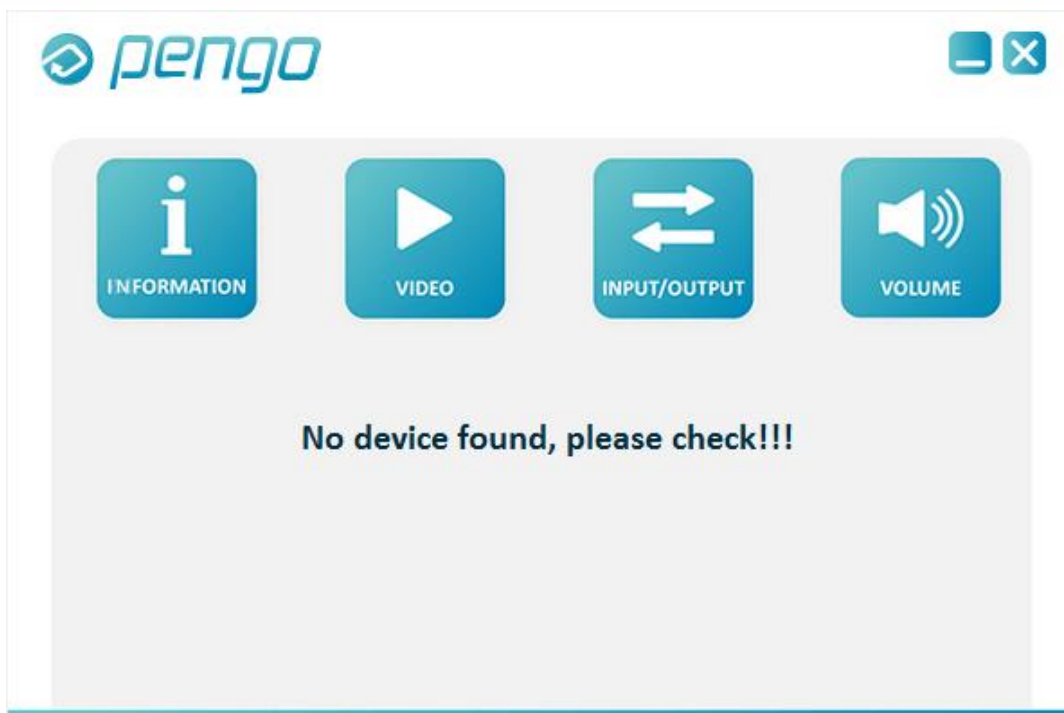 pengo
INFORMATION VIDEO INPUT/OUTPUT VOLUME
No device found, please check!!!